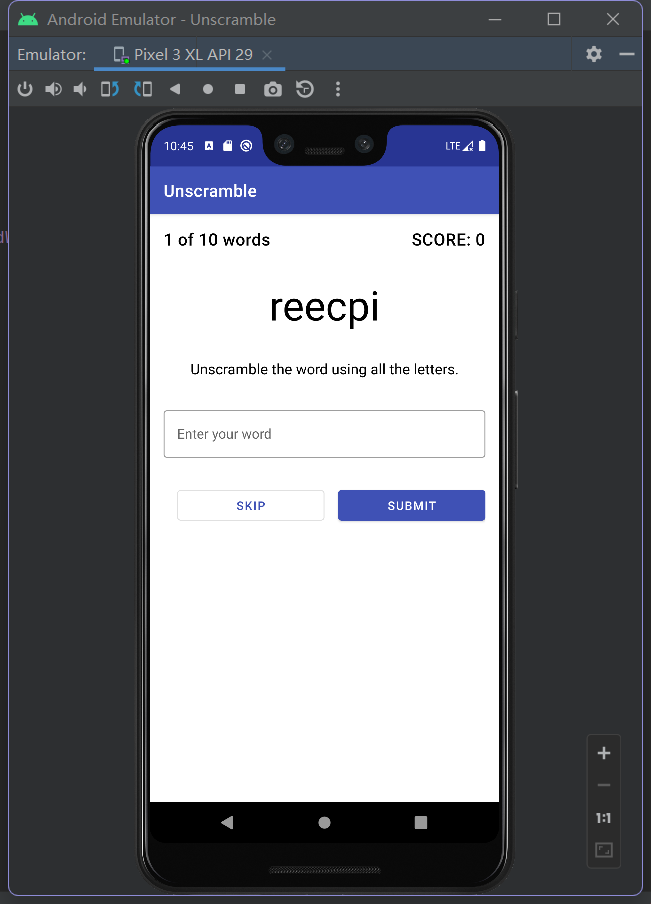 Android Emulator - Unscramble
Emulator: Pixel 3 XL API 29
10:45 LTE
Unscramble
1 of 10 words SCORE: 0
reecpi
Unscramble the word using all the letters.
Enter your word
SKIP SUBMIT
1:1